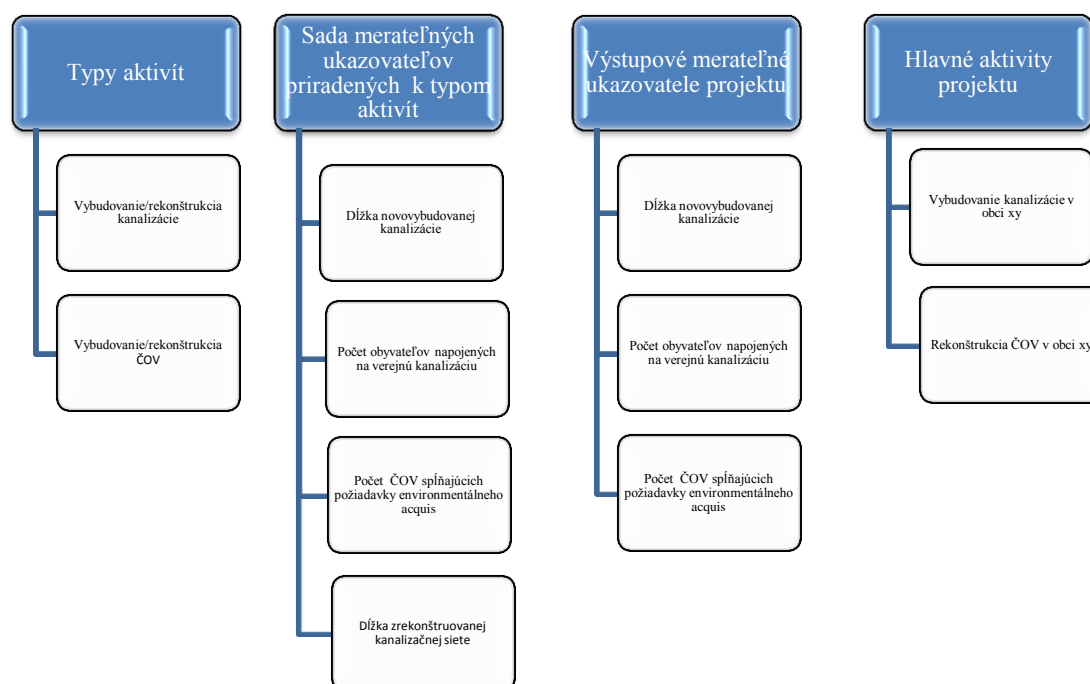 Typy aktivít
Vybudovanie/rekonštrukcia
kanalizácie
Vybudovanie/rekonštrukcia
ČOV
Sada merateľných
ukazovateľov
priradených k typom
aktivít
Dĺžka novovybudovanej
kanalizácie
Počet obyvateľov napojených
na verejnú kanalizáciu
Počet ČOV spĺňajúcich
požiadavky environmentálneho
acquis
Dĺžka zrekonštruovanej
kanalizačnej siete
Výstupové merateľné
ukazovatele projektu
Dĺžka novovybudovanej
kanalizácie
Počet obyvateľov napojených
na verejnú kanalizáciu
Počet ČOV spĺňajúcich
požiadavky environmentálneho
acquis
Hlavné aktivity
projektu
Vybudovanie kanalizácie v
obci xy
Rekonštrukcia ČOV v obci xy